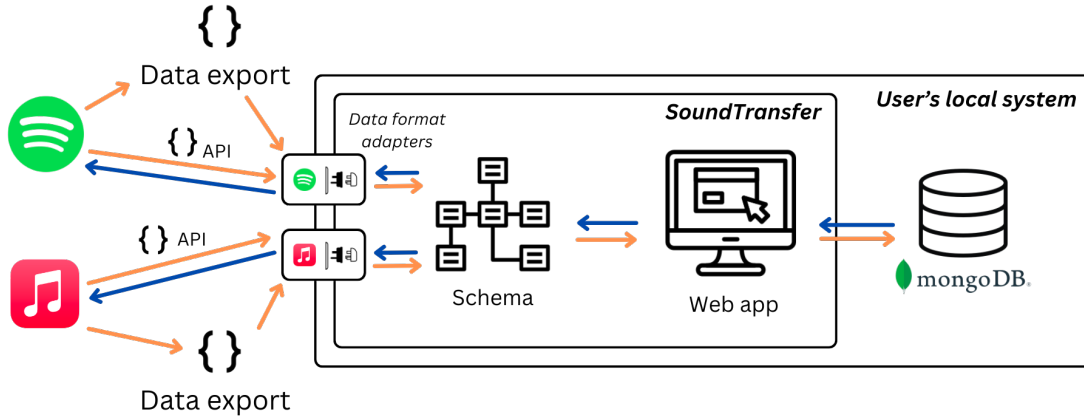 { }
Data export
{ } API
Data format
adapters
SoundTransfer
User's local system
{ } API
Schema
Web app
mongoDB®
{ }
Data export